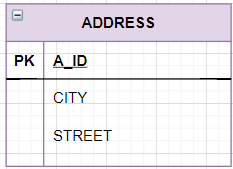 ADDRESS
PK A_ID
CITY
STREET